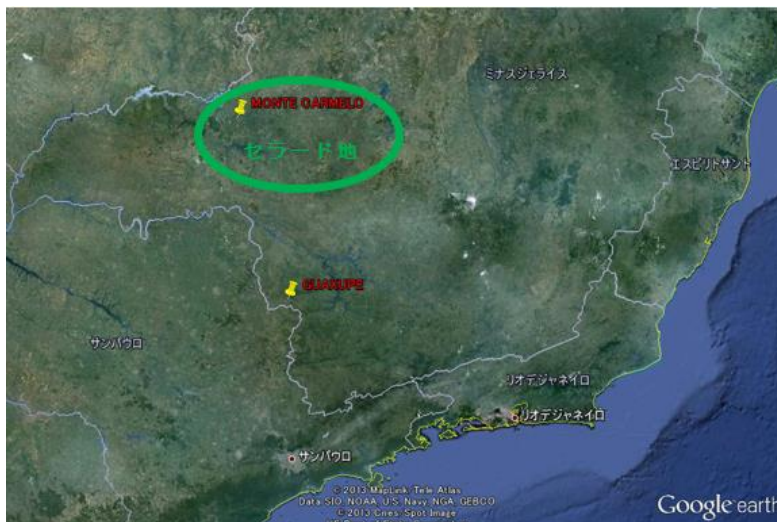 ミナスジェライス
MONTE CARMELO
セラード地
エスピリトサント
GUAXUPE
サンパウロ
リオデジャネイロ
リオデジャネイロ
サンパウロ
© 2013 MapLink/Tele Atlas
Data SIO, NOAA, U.S. Navy, NGA, GEBCO
© 2013 Cnes/Spot Image
Google earth